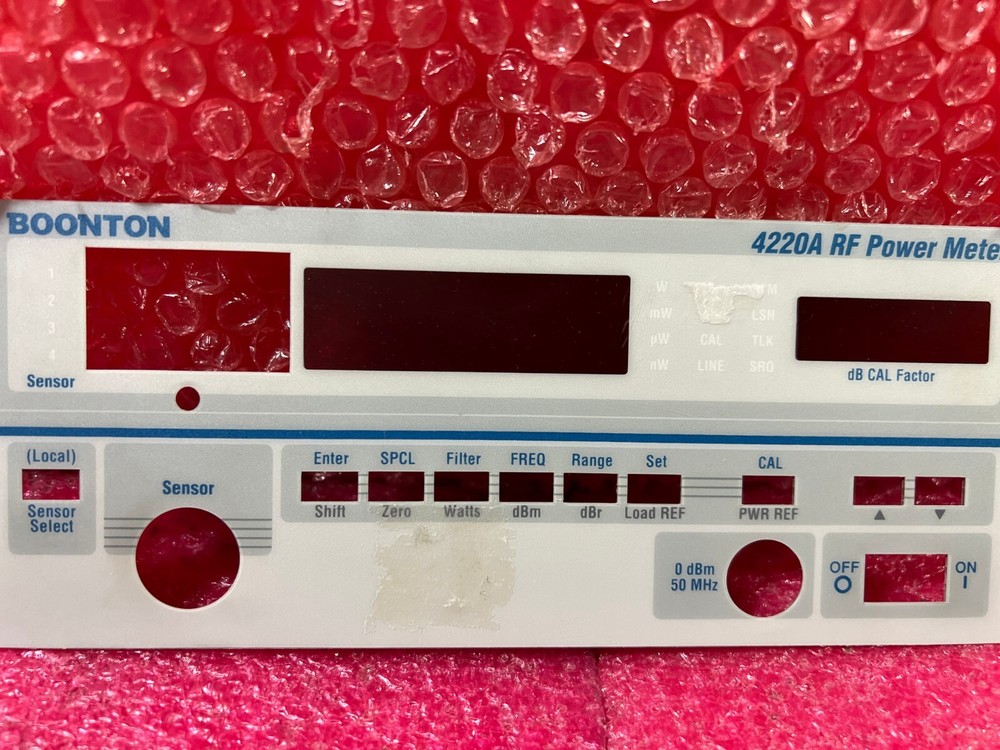 BOONTON
4220A RF Power Mete
1
2
3
4
Sensor
W
mW LSN
µW CAL TLK
nW LINE SRQ
dB CAL Factor
(Local)
Sensor
Select
Sensor
Enter SPCL Filter FREQ Range Set CAL
Shift Zero Watts dBm dBr Load REF PWR REF ▲ ▼
0 dBm
50 MHz
OFF ON
O I